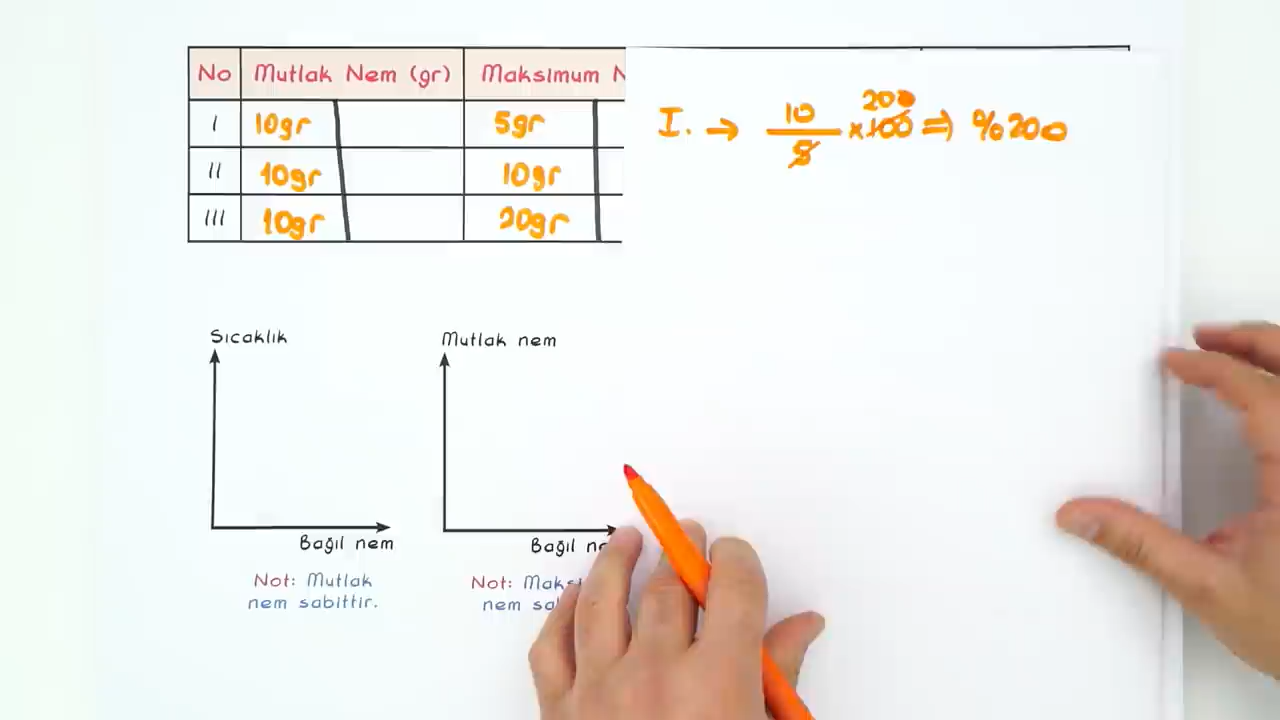 No Mutlak Nem (gr) Maksimum
I 10gr 5gr
II 10gr 10gr
III 10gr 20gr
I. → 10 / 5 x 100 200 ⇒ %200
Sıcaklık
Bağıl nem
Not: Mutlak
nem sabittir.
Mutlak nem
Bağıl
Not:
nem